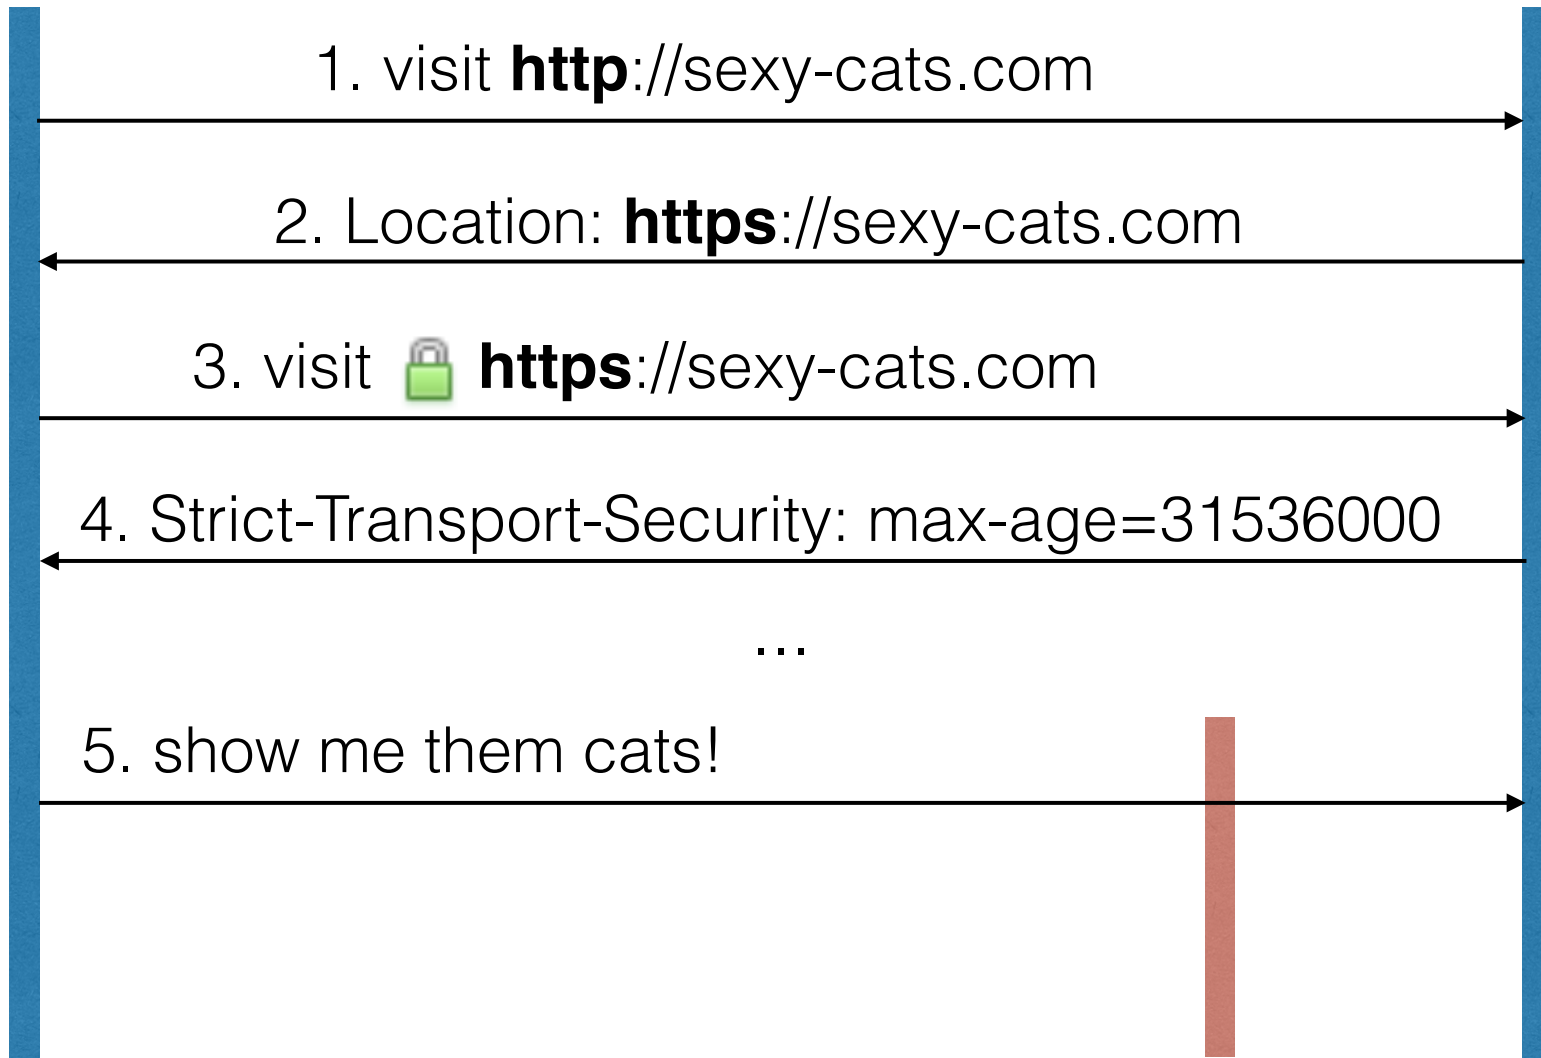 1. visit http://sexy-cats.com
2. Location: https://sexy-cats.com
3. visit https://sexy-cats.com
4. Strict-Transport-Security: max-age=31536000
...
5. show me them cats!